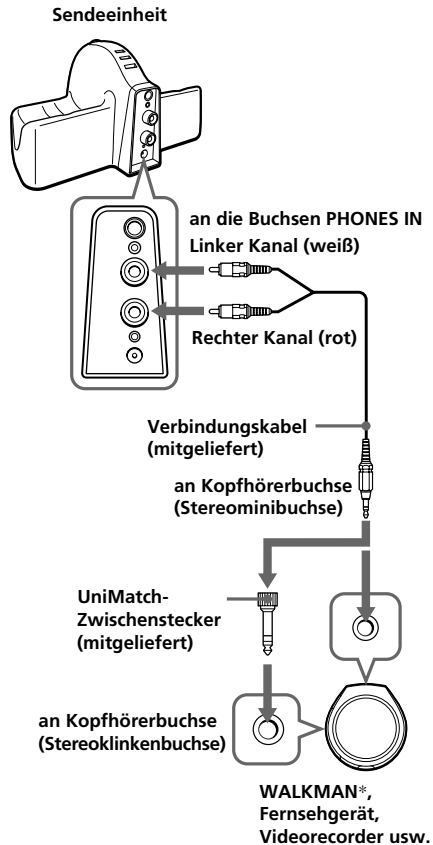 Sendeeinheit
an die Buchsen PHONES IN
Linker Kanal (weiß)
Rechter Kanal (rot)
Verbindungskabel
(mitgeliefert)
an Kopfhörerbuchse
(Stereominibuchse)
UniMatch-
Zwischenstecker
(mitgeliefert)
an Kopfhörerbuchse
(Stereoklinkenbuchse)
WALKMAN*,
Fernsehgerät,
Videorecorder usw.